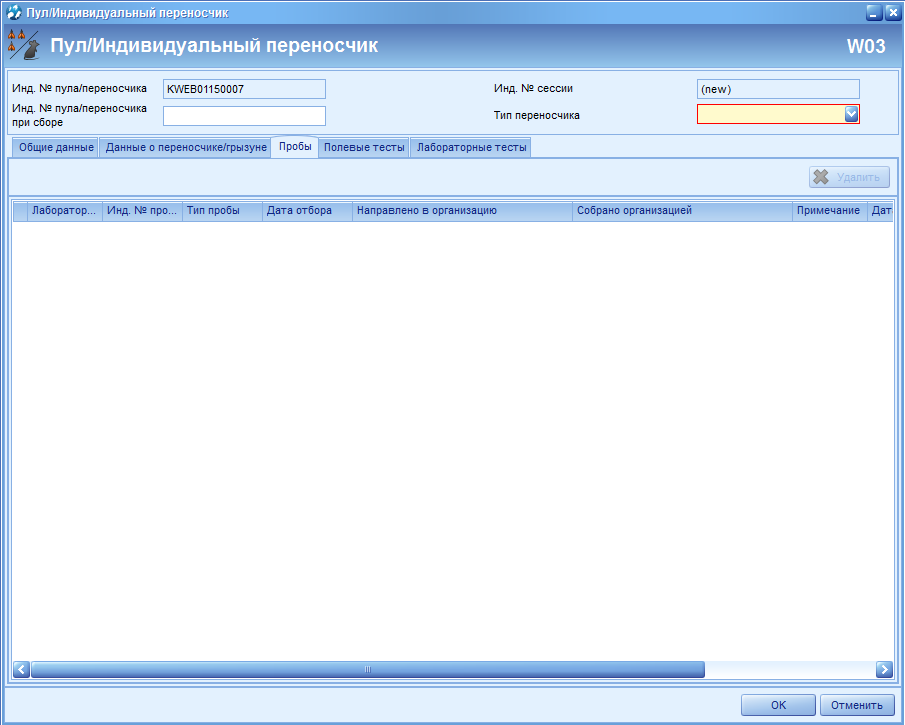 Пул/Индивидуальный переносчик
Пул/Индивидуальный переносчик
W03
Инд. № пула/переносчика
KWEB01150007
Инд. № сессии
(new)
Инд. № пула/переносчика
при сборе
Тип переносчика
Общие данные
Данные о переносчике/грызуне
Пробы
Полевые тесты
Лабораторные тесты
Удалить
Лаборатор...
Инд. № про...
Тип пробы
Дата отбора
Направлено в организацию
Собрано организацией
Примечание
Дат
OK
Отменить